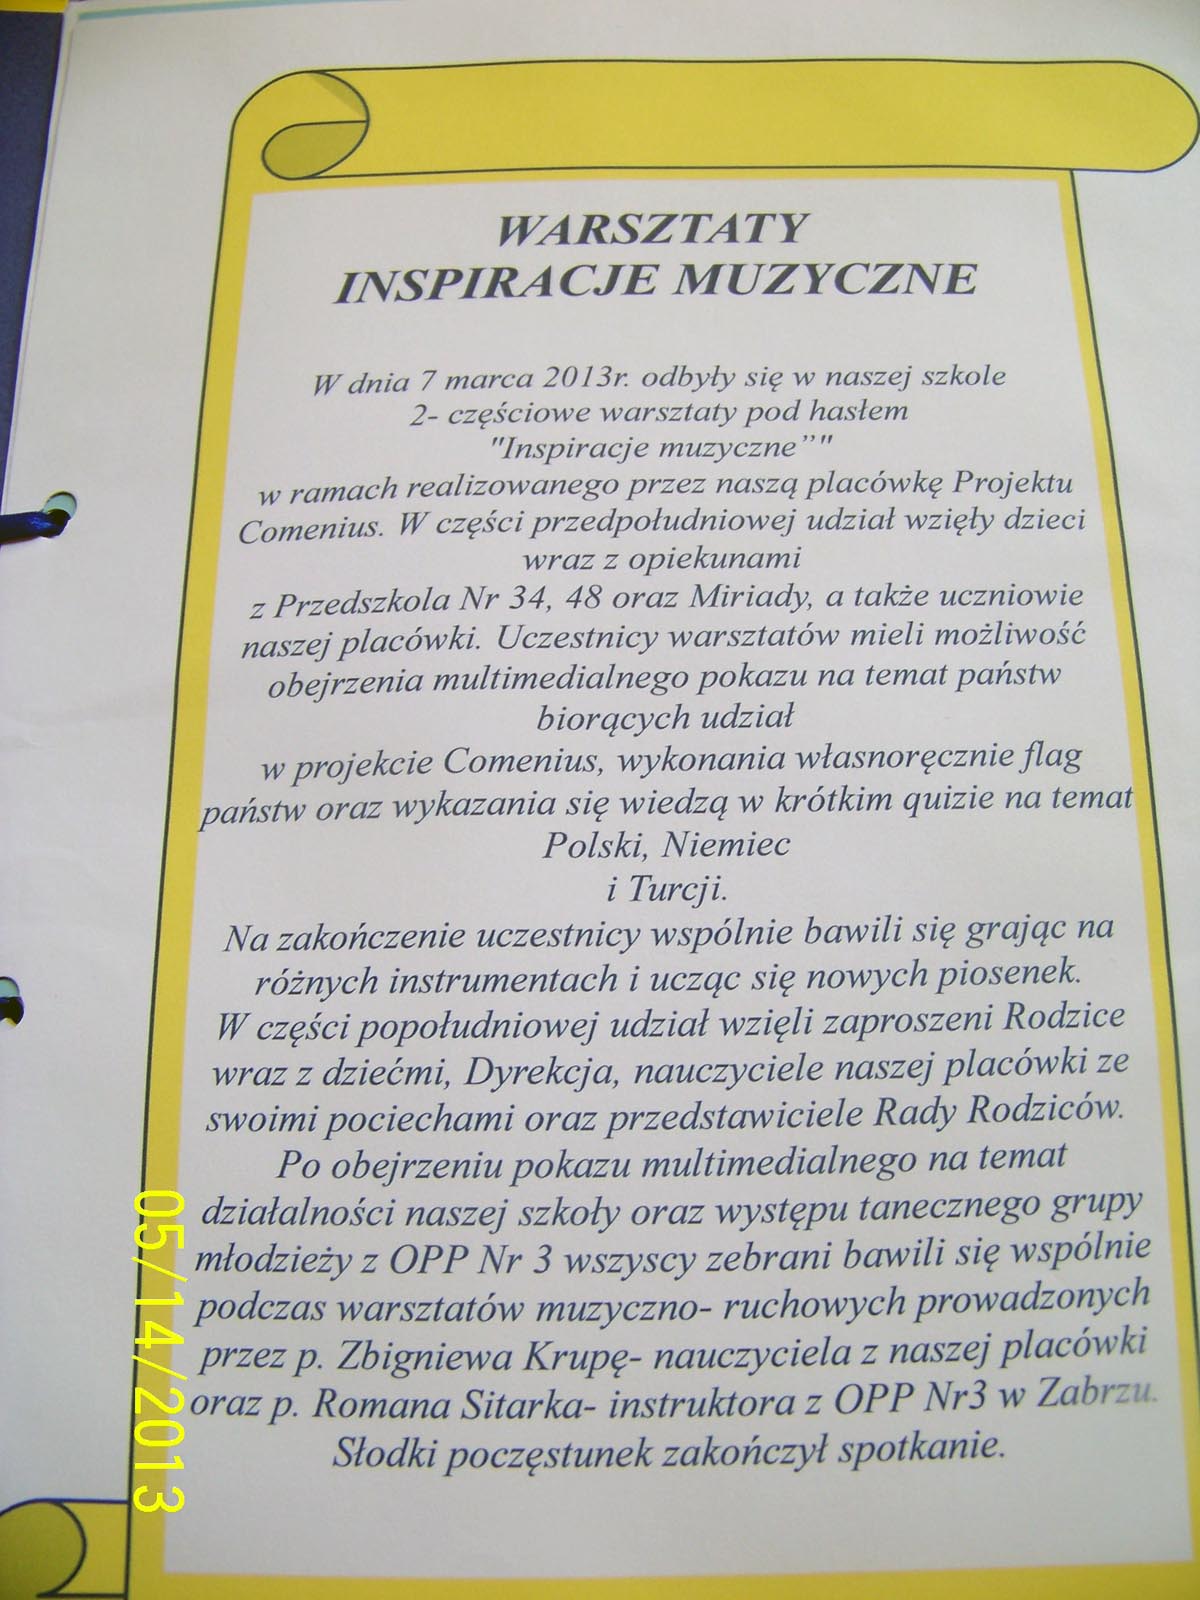 WARSZTATY
INSPIRACJE MUZYCZNE
W dnia 7 marca 2013r. odbyły się w naszej szkole
2- częściowe warsztaty pod hasłem
"Inspiracje muzyczne”"
w ramach realizowanego przez naszą placówkę Projektu
Comenius. W części przedpołudniowej udział wzięły dzieci
wraz z opiekunami
z Przedszkola Nr 34, 48 oraz Miriady, a także uczniowie
naszej placówki. Uczestnicy warsztatów mieli możliwość
obejrzenia multimedialnego pokazu na temat państw
biorących udział
w projekcie Comenius, wykonania własnoręcznie flag
państw oraz wykazania się wiedzą w krótkim quizie na temat
Polski, Niemiec
i Turcji.
Na zakończenie uczestnicy wspólnie bawili się grając na
różnych instrumentach i ucząc się nowych piosenek.
W części popołudniowej udział wzięli zaproszeni Rodzice
wraz z dziećmi, Dyrekcja, nauczyciele naszej placówki ze
swoimi pociechami oraz przedstawiciele Rady Rodziców.
Po obejrzeniu pokazu multimedialnego na temat
działalności naszej szkoły oraz występu tanecznego grupy
młodzieży z OPP Nr 3 wszyscy zebrani bawili się wspólnie
podczas warsztatów muzyczno- ruchowych prowadzonych
przez p. Zbigniewa Krupę- nauczyciela z naszej placówki
oraz p. Romana Sitarka- instruktora z OPP Nr3 w Zabrzu.
Słodki poczęstunek zakończył spotkanie.
05/14/2013